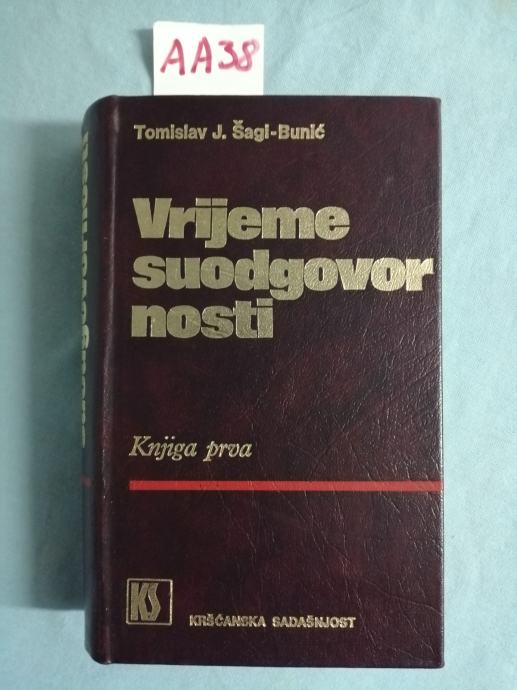 AA38
Tomislav J. Šagi-Bunić
Vrijeme
suodgovor
nosti
Knjiga prva
KS
KRŠĆANSKA SADAŠNJOST